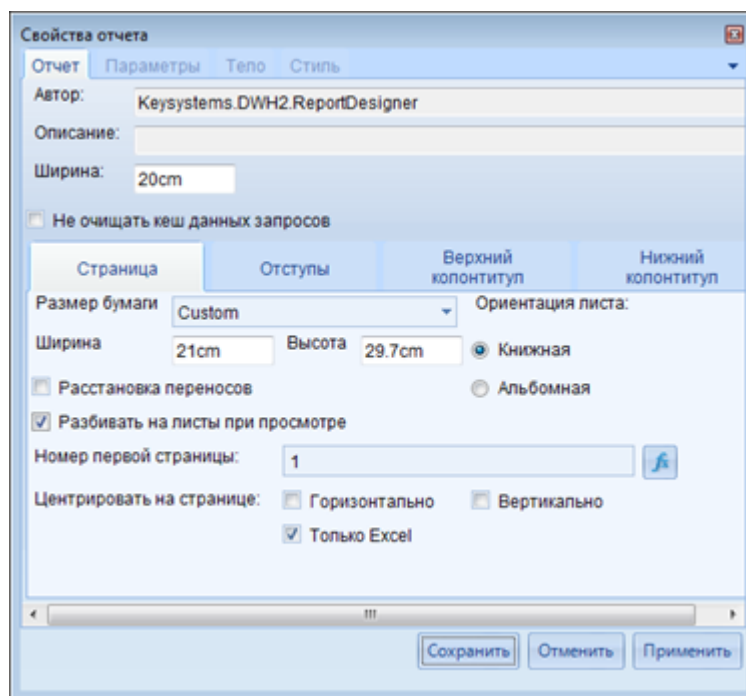 Свойства отчета
Отчет Параметры Тело Стиль
Автор: Keysystems.DWH2.ReportDesigner
Описание:
Ширина: 20cm
Не очищать кеш данных запросов
Страница Отступы Верхний колонтитул Нижний колонтитул
Размер бумаги Custom Ориентация листа:
Ширина 21cm Высота 29.7cm Книжная
Расстановка переносов Альбомная
Разбивать на листы при просмотре
Номер первой страницы: 1 fx
Центрировать на странице: Горизонтально Вертикально
Только Excel
Сохранить Отменить Применить